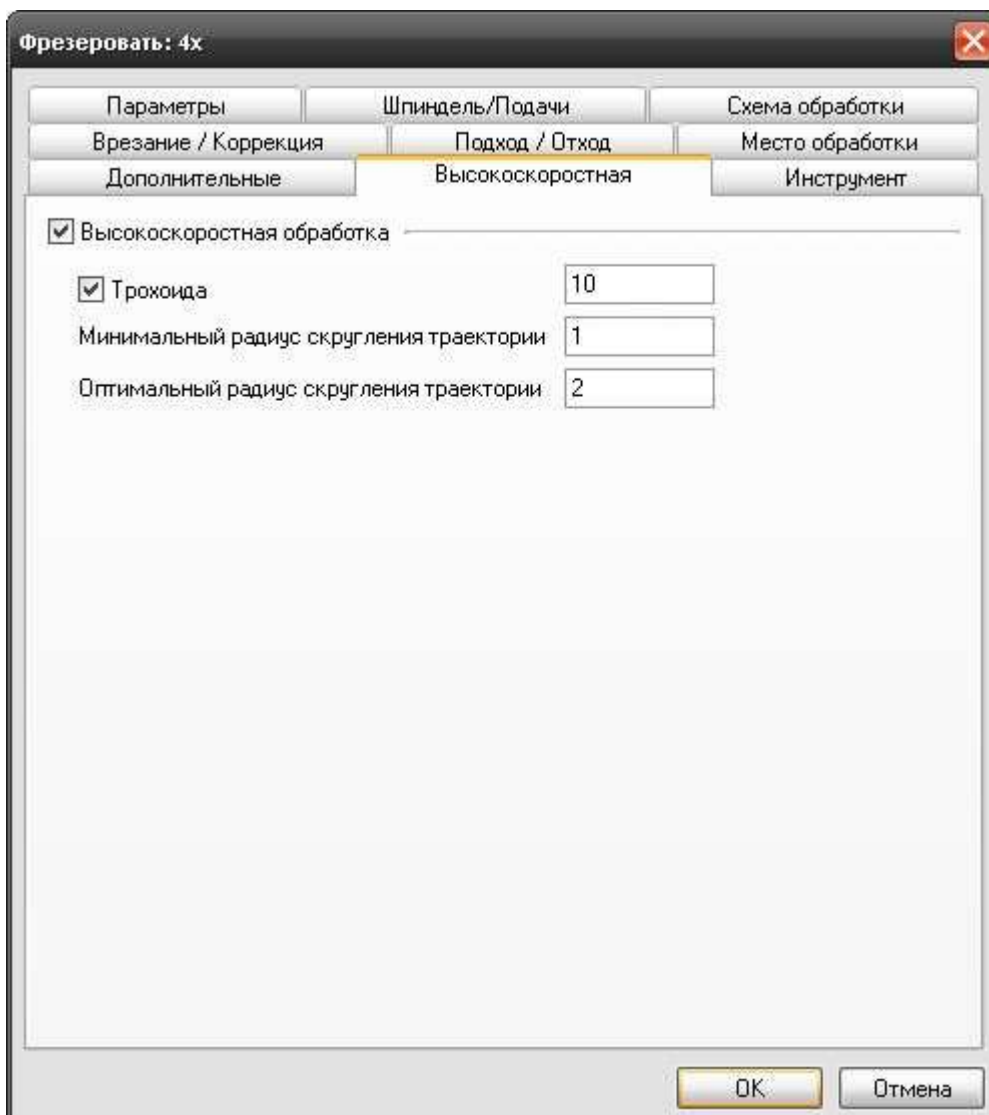 Фрезеровать: 4x
Параметры Шпиндель/Подачи Схема обработки
Врезание / Коррекция Подход / Отход Место обработки
Дополнительные Высокоскоростная Инструмент
Высокоскоростная обработка
Трохоида 10
Минимальный радиус скругления траектории 1
Оптимальный радиус скругления траектории 2
OK Отмена